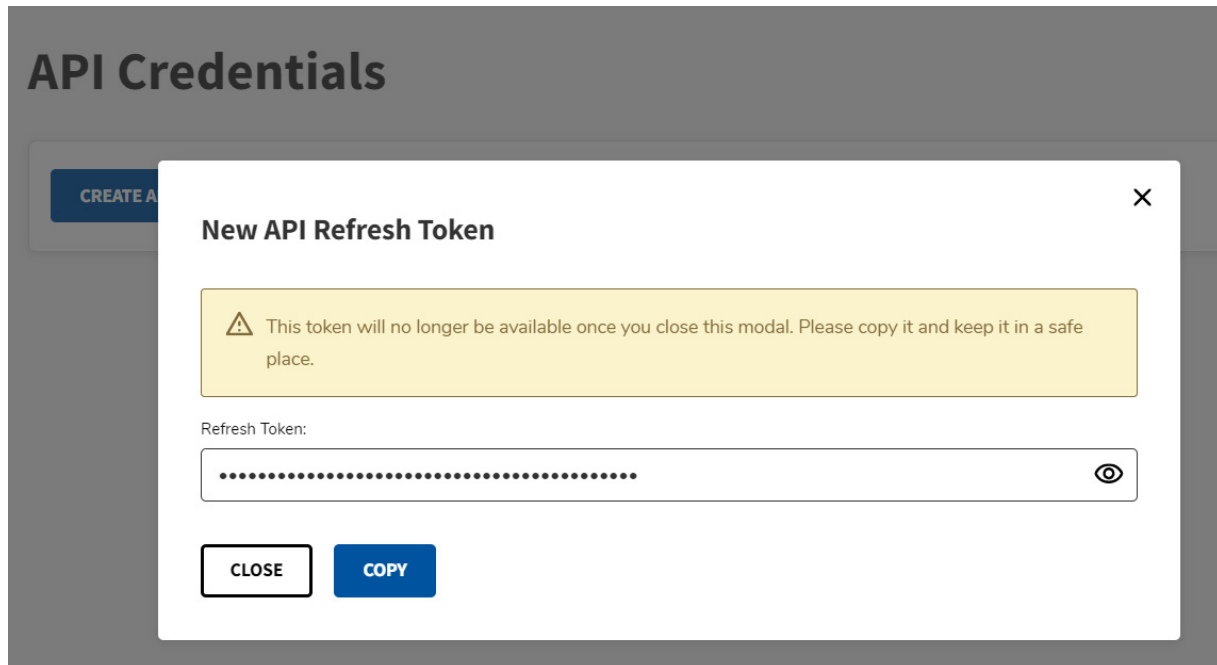 API Credentials
CREATE A
New API Refresh Token
This token will no longer be available once you close this modal. Please copy it and keep it in a safe
place.
Refresh Token:
•••••••••••••••••••••••••••••••••••••••••••
CLOSE
COPY